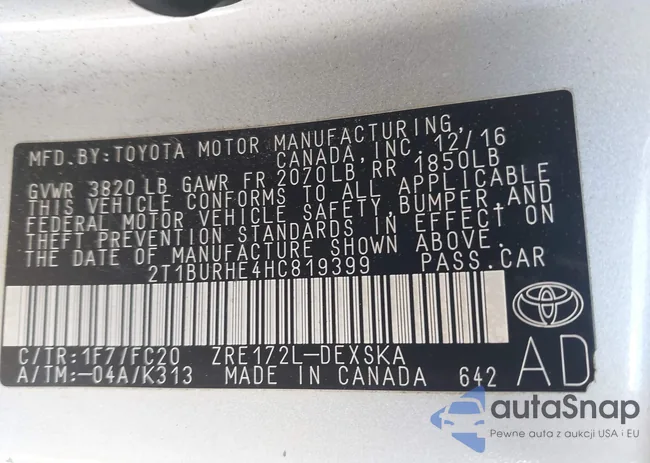 MFD.BY:TOYOTA MOTOR MANUFACTURING,
CANADA,INC. 12/16
GVWR 3820 LB GAWR FR 2070LB, RR 1850LB
THIS VEHICLE CONFORMS TO ALL APPLICABLE
FEDERAL MOTOR VEHICLE SAFETY,BUMPER,AND
THEFT PREVENTION STANDARDS IN EFFECT ON
THE DATE OF MANUFACTURE SHOWN ABOVE.
2T1BURHE4HC819399 PASS.CAR
C/TR:1F7/FC20 ZRE172L-DEXSKA
A/TM:-04A/K313 MADE IN CANADA 642
AD
autaSnap
Pewne auta z aukcji USA i EU